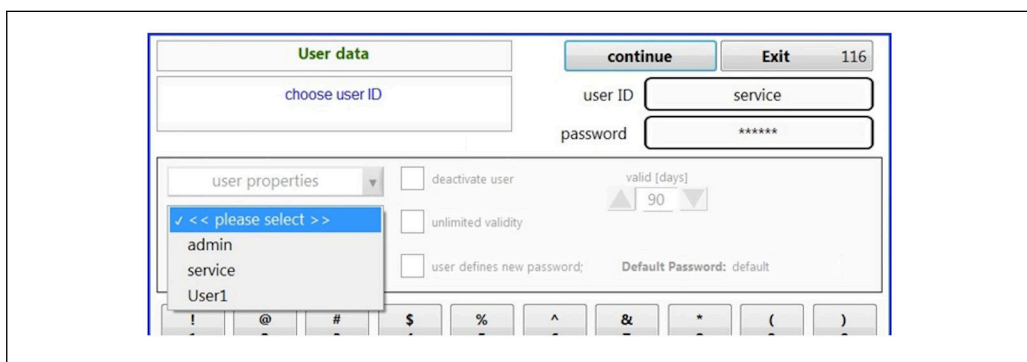 User data
continue
Exit 116
choose user ID
user ID service
password ******
user properties
deactivate user
valid [days]
90
✓ << please select >>
unlimited validity
admin
service
user defines new password;
Default Password: default
User1
! @ # $ % ^ & * ( )